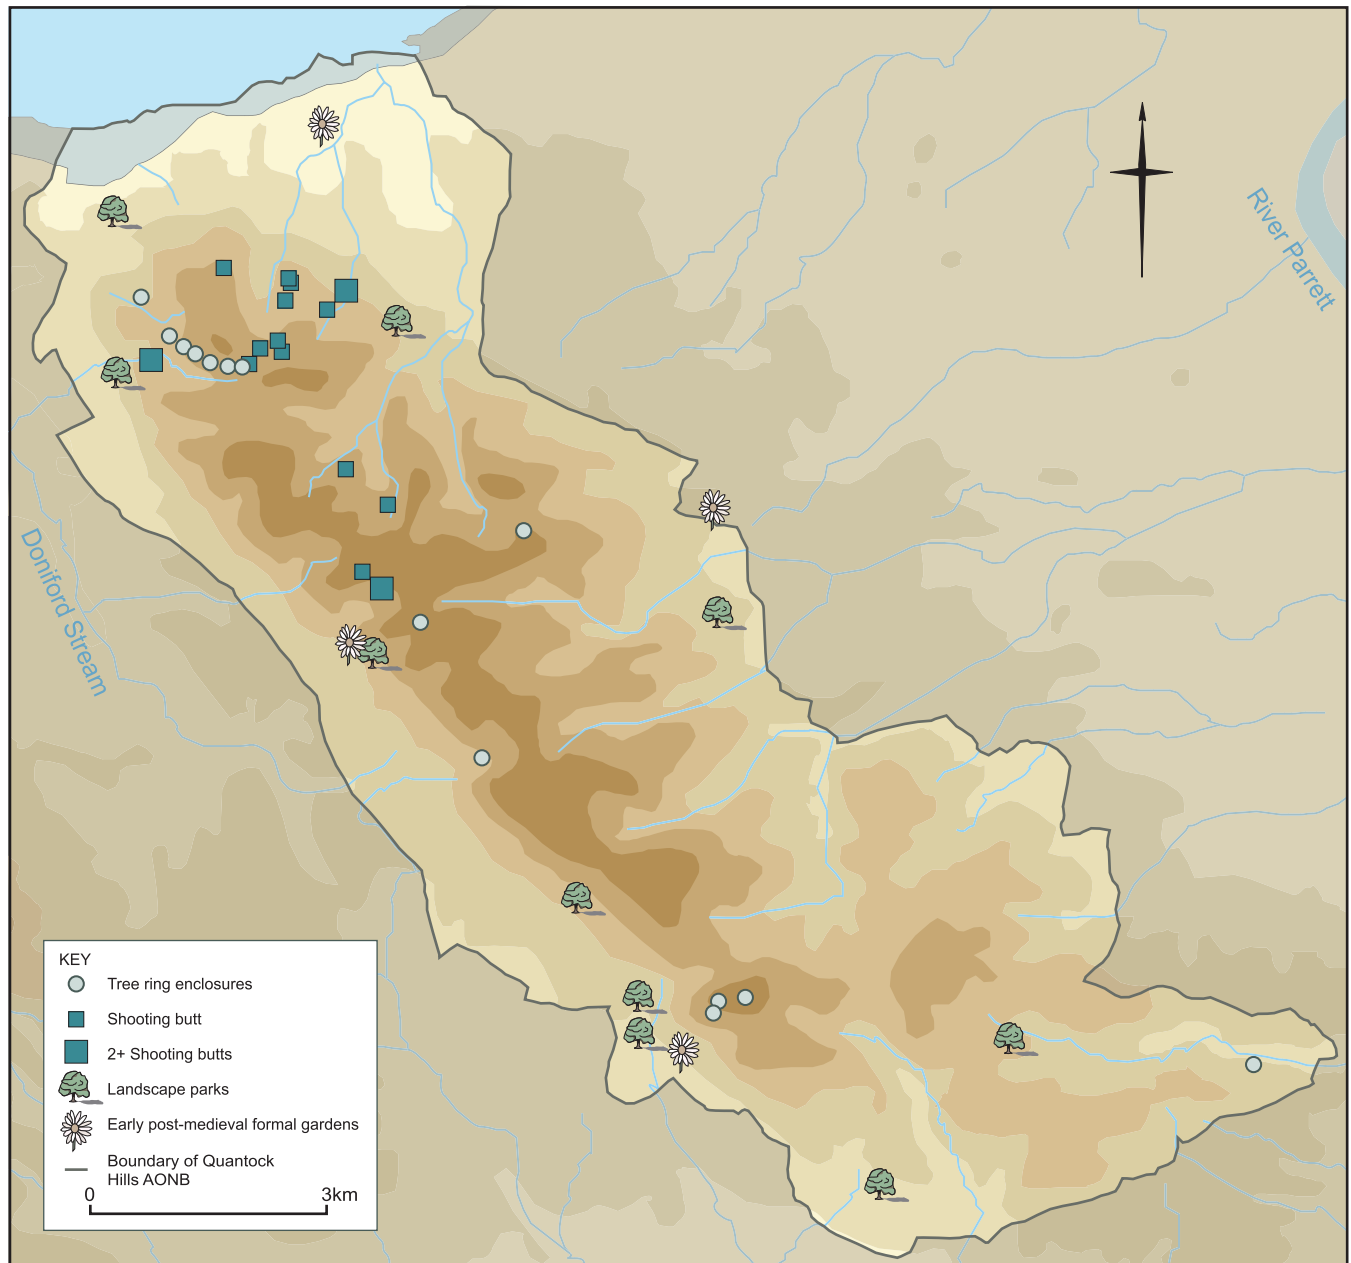 River Parrett
Doniford Stream
KEY
Tree ring enclosures
Shooting butt
2+ Shooting butts
Landscape parks
Early post-medieval formal gardens
Boundary of Quantock
Hills AONB
0 3km